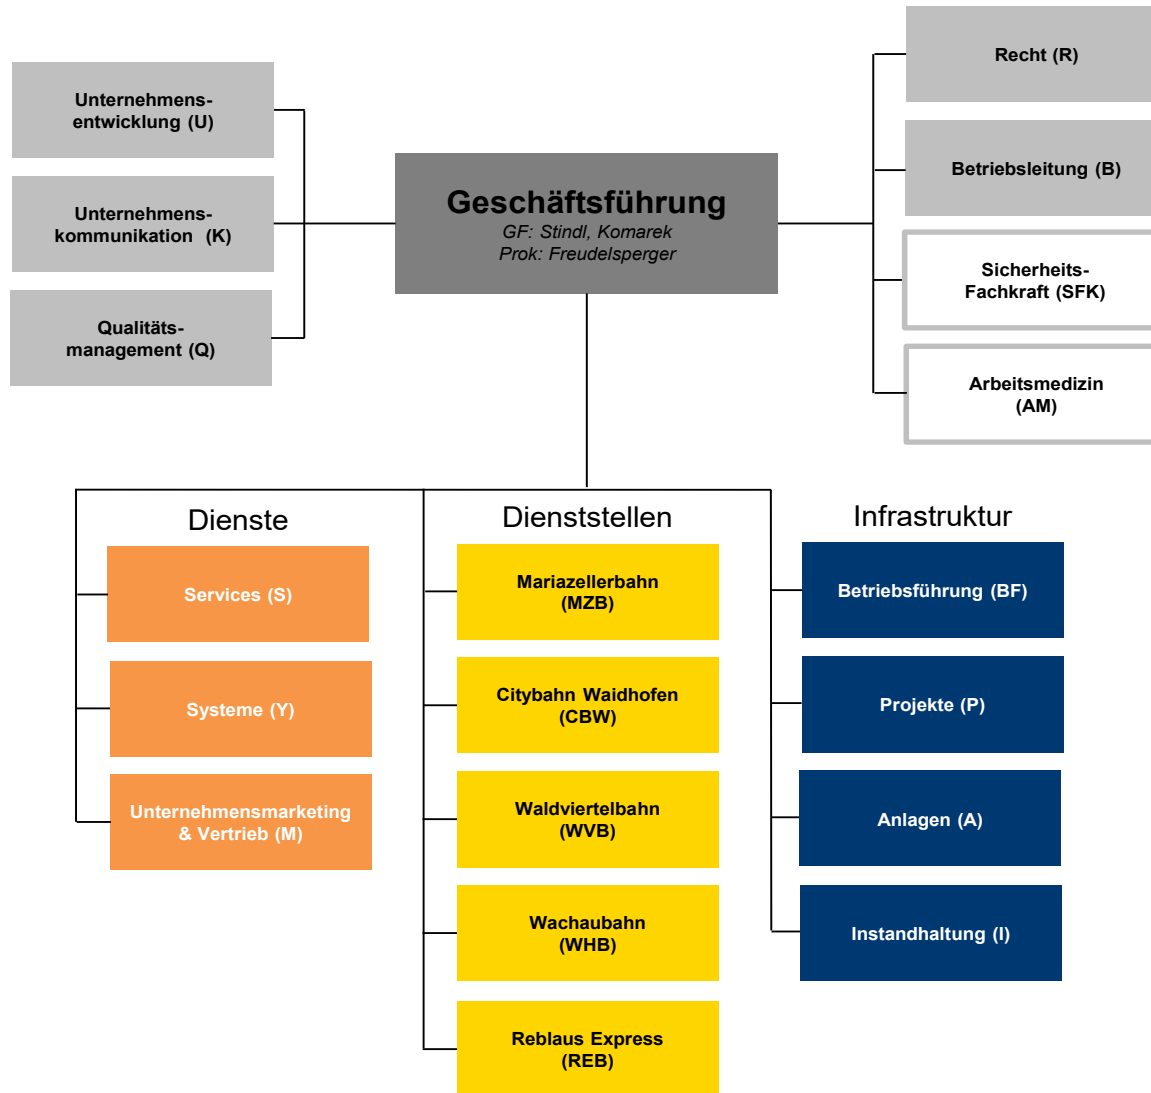 Unternehmens-
entwicklung (U)
Unternehmens-
kommunikation (K)
Qualitäts-
management (Q)
Geschäftsführung
GF: Stindl, Komarek
Prok: Freudelsperger
Recht (R)
Betriebsleitung (B)
Sicherheits-
Fachkraft (SFK)
Arbeitsmedizin
(AM)
Dienste
Services (S)
Systeme (Y)
Unternehmensmarketing
& Vertrieb (M)
Dienststellen
Mariazellerbahn
(MZB)
Citybahn Waidhofen
(CBW)
Waldviertelbahn
(WVB)
Wachaubahn
(WHB)
Reblaus Express
(REB)
Infrastruktur
Betriebsführung (BF)
Projekte (P)
Anlagen (A)
Instandhaltung (I)